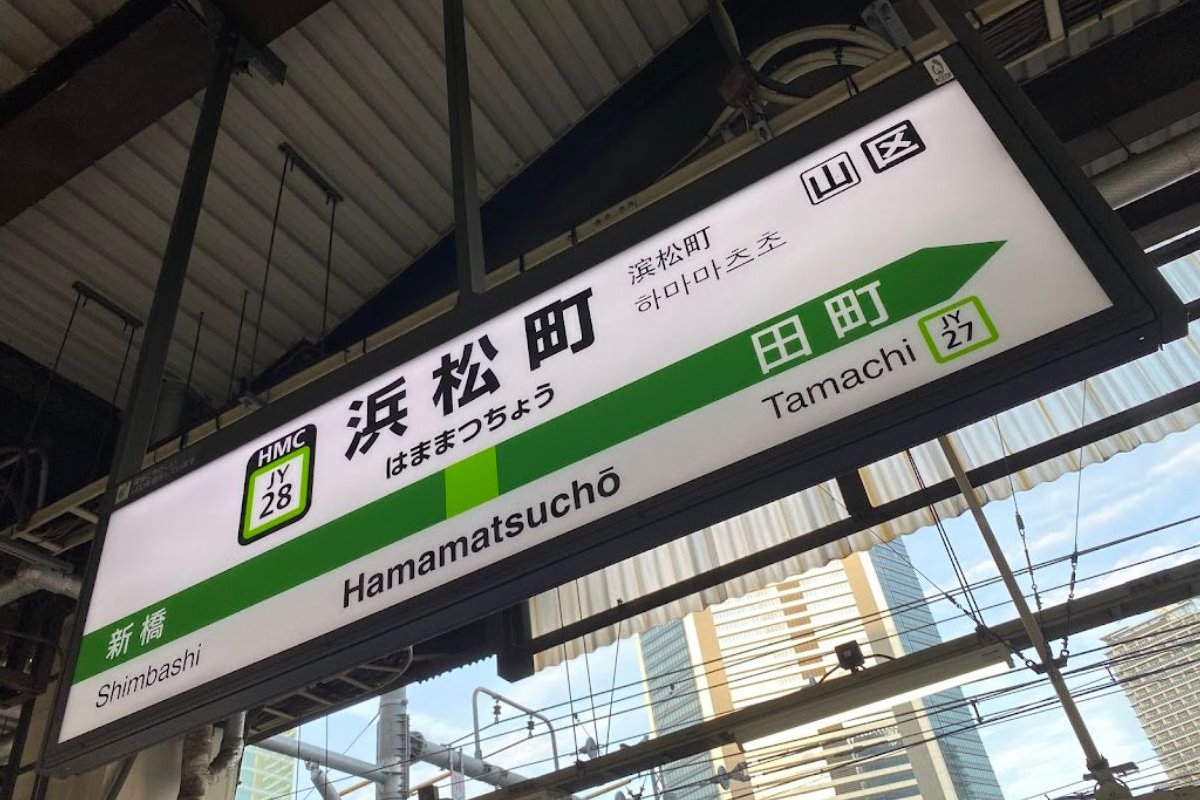 山 区
滨松町
하마마츠초
HMC
JY
28
浜松町
はままつちょう
田町
JY
27
Tamachi
Hamamatsuchō
新橋
Shimbashi